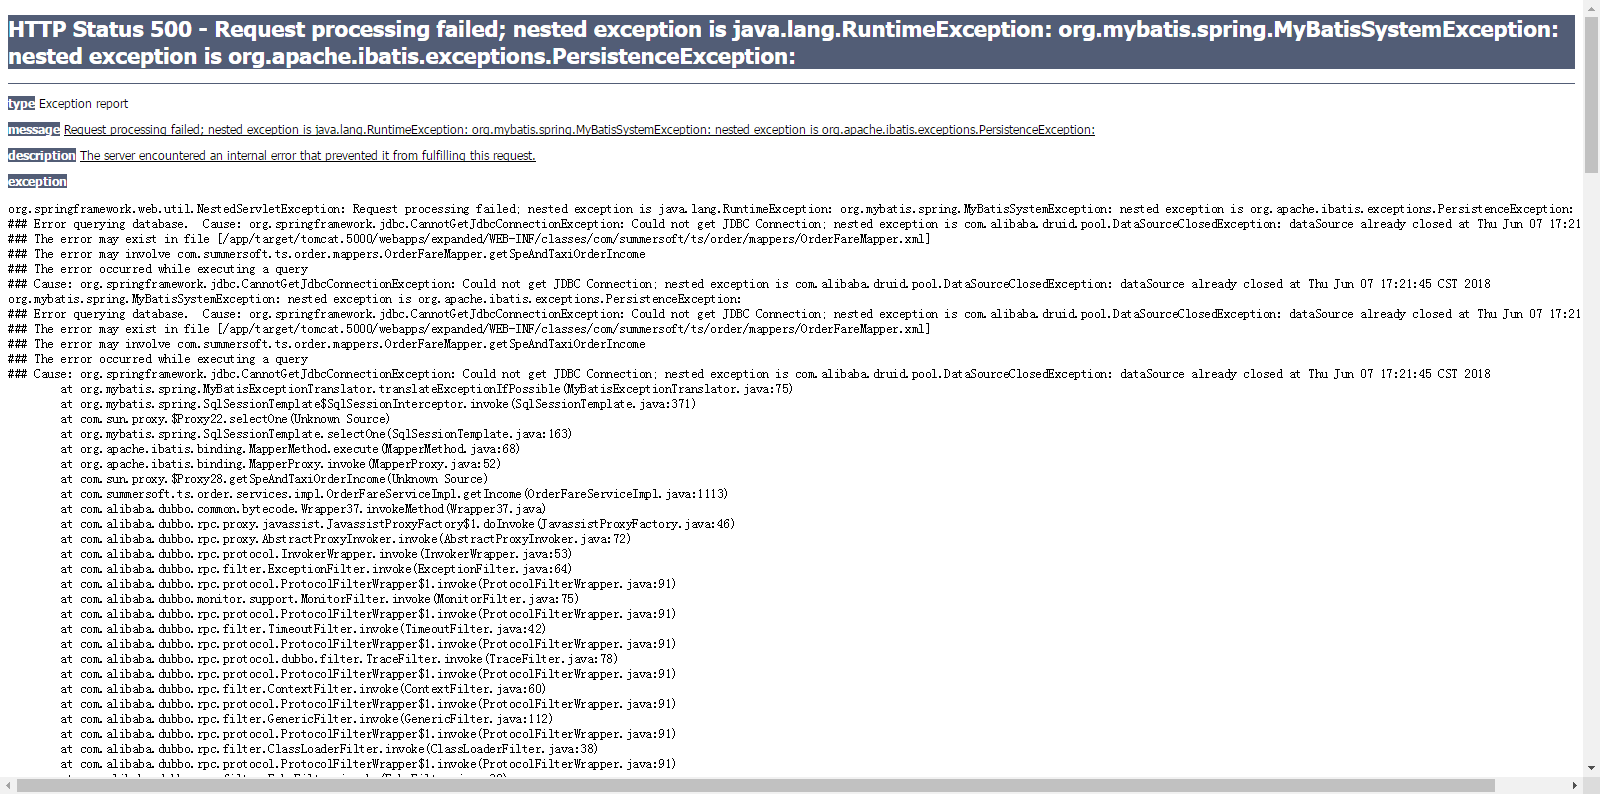 HTTP Status 500 - Request processing failed; nested exception is java.lang.RuntimeException: org.mybatis.spring.MyBatisSystemException:
nested exception is org.apache.ibatis.exceptions.PersistenceException:
type Exception report
message Request processing failed; nested exception is java.lang.RuntimeException: org.mybatis.spring.MyBatisSystemException: nested exception is org.apache.ibatis.exceptions.PersistenceException:
description The server encountered an internal error that prevented it from fulfilling this request.
exception
org.springframework.web.util.NestedServletException: Request processing failed; nested exception is java.lang.RuntimeException: org.mybatis.spring.MyBatisSystemException: nested exception is org.apache.ibatis.exceptions.PersistenceException:
### Error querying database.  Cause: org.springframework.jdbc.CannotGetJdbcConnectionException: Could not get JDBC Connection; nested exception is com.alibaba.druid.pool.DataSourceClosedException: dataSource already closed at Thu Jun 07 17:21
### The error may exist in file [/app/target/tomcat.5000/webapps/expanded/WEB-INF/classes/com/summersoft/ts/order/mappers/OrderFareMapper.xml]
### The error may involve com.summersoft.ts.order.mappers.OrderFareMapper.getSpeAndTaxiOrderIncome
### The error occurred while executing a query
### Cause: org.springframework.jdbc.CannotGetJdbcConnectionException: Could not get JDBC Connection; nested exception is com.alibaba.druid.pool.DataSourceClosedException: dataSource already closed at Thu Jun 07 17:21:45 CST 2018
org.mybatis.spring.MyBatisSystemException: nested exception is org.apache.ibatis.exceptions.PersistenceException:
### Error querying database.  Cause: org.springframework.jdbc.CannotGetJdbcConnectionException: Could not get JDBC Connection; nested exception is com.alibaba.druid.pool.DataSourceClosedException: dataSource already closed at Thu Jun 07 17:21
### The error may exist in file [/app/target/tomcat.5000/webapps/expanded/WEB-INF/classes/com/summersoft/ts/order/mappers/OrderFareMapper.xml]
### The error may involve com.summersoft.ts.order.mappers.OrderFareMapper.getSpeAndTaxiOrderIncome
### The error occurred while executing a query
### Cause: org.springframework.jdbc.CannotGetJdbcConnectionException: Could not get JDBC Connection; nested exception is com.alibaba.druid.pool.DataSourceClosedException: dataSource already closed at Thu Jun 07 17:21:45 CST 2018
at org.mybatis.spring.MyBatisExceptionTranslator.translateExceptionIfPossible(MyBatisExceptionTranslator.java:75)
at org.mybatis.spring.SqlSessionTemplate$SqlSessionInterceptor.invoke(SqlSessionTemplate.java:371)
at com.sun.proxy.$Proxy22.selectOne(Unknown Source)
at org.mybatis.spring.SqlSessionTemplate.selectOne(SqlSessionTemplate.java:163)
at org.apache.ibatis.binding.MapperMethod.execute(MapperMethod.java:68)
at org.apache.ibatis.binding.MapperProxy.invoke(MapperProxy.java:52)
at com.sun.proxy.$Proxy28.getSpeAndTaxiOrderIncome(Unknown Source)
at com.summersoft.ts.order.services.impl.OrderFareServiceImpl.getIncome(OrderFareServiceImpl.java:1113)
at com.alibaba.dubbo.common.bytecode.Wrapper37.invokeMethod(Wrapper37.java)
at com.alibaba.dubbo.rpc.proxy.javassist.JavassistProxyFactory$1.doInvoke(JavassistProxyFactory.java:46)
at com.alibaba.dubbo.rpc.proxy.AbstractProxyInvoker.invoke(AbstractProxyInvoker.java:72)
at com.alibaba.dubbo.rpc.protocol.InvokerWrapper.invoke(InvokerWrapper.java:53)
at com.alibaba.dubbo.rpc.filter.ExceptionFilter.invoke(ExceptionFilter.java:64)
at com.alibaba.dubbo.rpc.protocol.ProtocolFilterWrapper$1.invoke(ProtocolFilterWrapper.java:91)
at com.alibaba.dubbo.monitor.support.MonitorFilter.invoke(MonitorFilter.java:75)
at com.alibaba.dubbo.rpc.protocol.ProtocolFilterWrapper$1.invoke(ProtocolFilterWrapper.java:91)
at com.alibaba.dubbo.rpc.filter.TimeoutFilter.invoke(TimeoutFilter.java:42)
at com.alibaba.dubbo.rpc.protocol.ProtocolFilterWrapper$1.invoke(ProtocolFilterWrapper.java:91)
at com.alibaba.dubbo.rpc.protocol.dubbo.filter.TraceFilter.invoke(TraceFilter.java:78)
at com.alibaba.dubbo.rpc.protocol.ProtocolFilterWrapper$1.invoke(ProtocolFilterWrapper.java:91)
at com.alibaba.dubbo.rpc.filter.ContextFilter.invoke(ContextFilter.java:60)
at com.alibaba.dubbo.rpc.protocol.ProtocolFilterWrapper$1.invoke(ProtocolFilterWrapper.java:91)
at com.alibaba.dubbo.rpc.filter.GenericFilter.invoke(GenericFilter.java:112)
at com.alibaba.dubbo.rpc.protocol.ProtocolFilterWrapper$1.invoke(ProtocolFilterWrapper.java:91)
at com.alibaba.dubbo.rpc.filter.ClassLoaderFilter.invoke(ClassLoaderFilter.java:38)
at com.alibaba.dubbo.rpc.protocol.ProtocolFilterWrapper$1.invoke(ProtocolFilterWrapper.java:91)